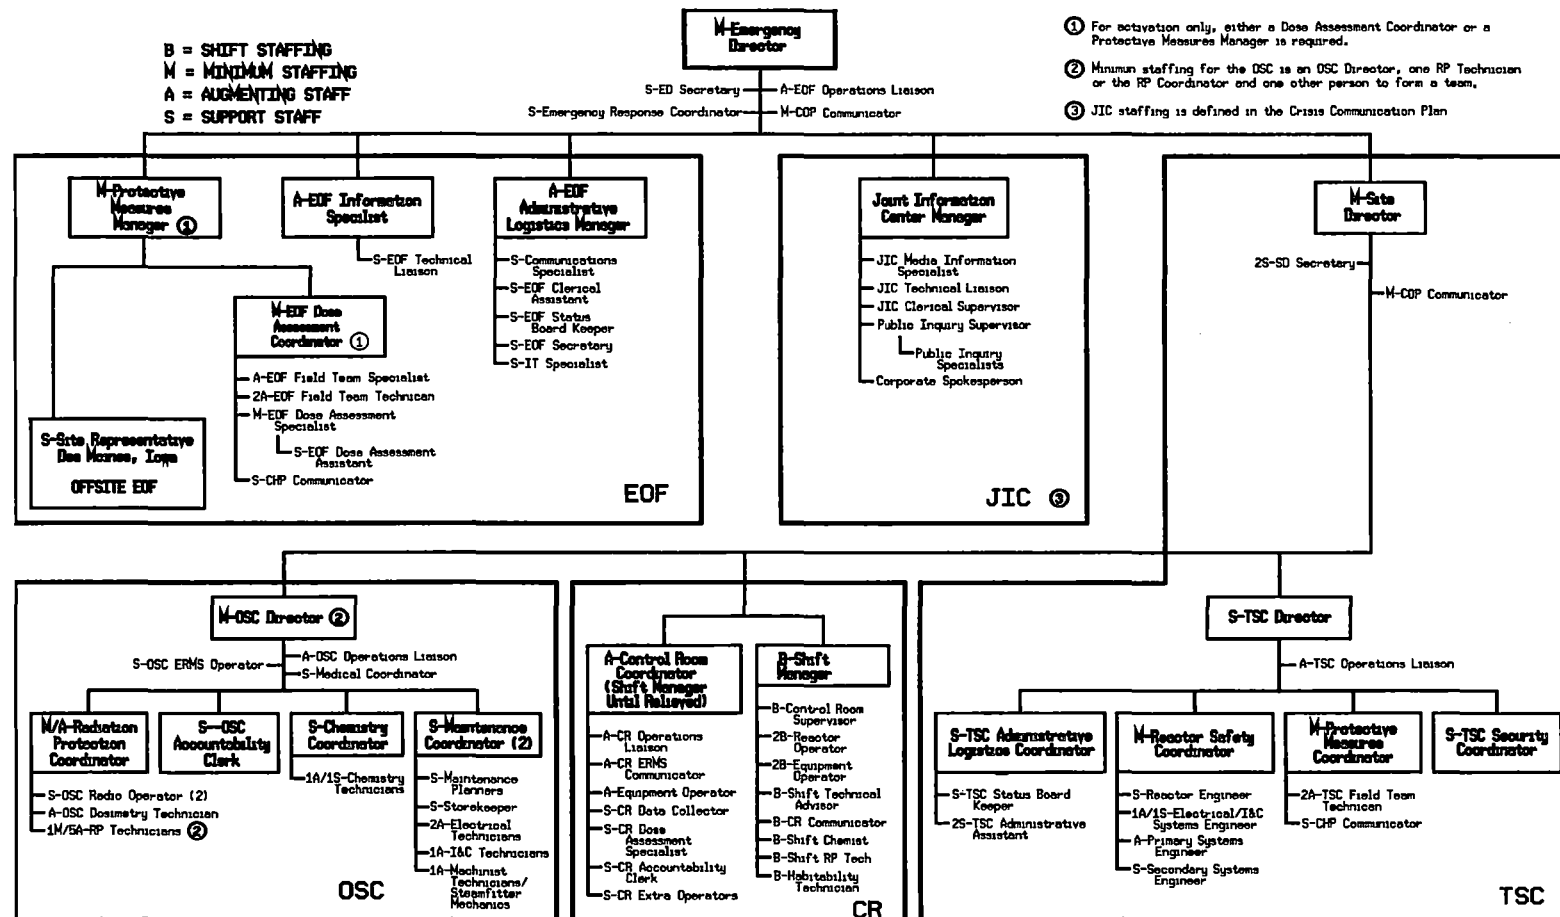 B = SHIFT STAFFING
M = MINIMUM STAFFING
A = AUGMENTING STAFF
S = SUPPORT STAFF
M-Emergency
Director
S-ED Secretary
A-EOF Operations Liaison
S-Emergency Response Coordinator
M-COP Communicator
① For activation only, either a Dose Assessment Coordinator or a
Protective Measures Manager is required.
② Minimun staffing for the OSC is an OSC Director, one RP Technician
or the RP Coordinator and one other person to form a team.
③ JIC staffing is defined in the Crisis Communication Plan
M-Protective
Measures
Manager ①
A-EOF Information
Specilist
S-EOF Technical
Liaison
A-EOF
Administrative
Logistics Manager
S-Communications
Specialist
S-EOF Clerical
Assistant
S-EOF Status
Board Keeper
S-EOF Secretary
S-IT Specialist
M-EOF Dose
Assessment
Coordinator ①
A-EOF Field Team Specialist
2A-EOF Field Team Technican
M-EOF Dose Assessment
Specialist
S-EOF Dose Assessment
Assistant
S-CHP Communicator
S-Site Representative
Des Moines, Iowa
OFFSITE EOF
EOF
Joint Information
Center Manager
JIC Media Information
Specialist
JIC Technical Liaison
JIC Clerical Supervisor
Public Inquiry Supervisor
Public Inquiry
Specialists
Corporate Spokesperson
JIC ③
M-Site
Director
2S-SD Secretary
M-COP Communicator
M-OSC Director ②
S-OSC ERMS Operator
A-OSC Operations Liaison
S-Medical Coordinator
M/A-Radiation
Protection
Coordinator
S-OSC Radio Operator (2)
A-OSC Dosimetry Technician
1M/5A-RP Technicians ②
S--OSC
Accountability
Clerk
S-Chemistry
Coordinator
1A/1S-Chemistry
Technicians
S-Maintenance
Coordinator (2)
S-Maintenance
Planners
S-Storekeeper
2A-Electrical
Technicians
1A-I&C Technicians
1A-Machinist
Technicians/
Steamfitter
Mechanics
OSC
A-Control Room
Coordinator
(Shift Manager
Until Relieved)
A-CR Operations
Liaison
A-CR ERMS
Communicator
A-Equipment Operator
S-CR Data Collector
S-CR Dose
Assessment
Specialist
S-CR Accountability
Clerk
S-CR Extra Operators
B-Shift
Manager
B-Control Room
Supervisor
2B-Reactor
Operator
2B-Equipment
Operator
B-Shift Technical
Advisor
B-CR Communicator
B-Shift Chemist
B-Shift RP Tech
B-Habitability
Technician
CR
S-TSC Director
A-TSC Operations Liaison
S-TSC Administrative
Logistics Coordinator
S-TSC Status Board
Keeper
2S-TSC Administrative
Assistant
M-Reactor Safety
Coordinator
S-Reactor Engineer
1A/1S-Electrical/I&C
Systems Engineer
A-Primary Systems
Engineer
S-Secondary Systems
Engineer
M-Protective
Measures
Coordinator
2A-TSC Field Team
Technican
S-CHP Communicator
S-TSC Security
Coordinator
TSC